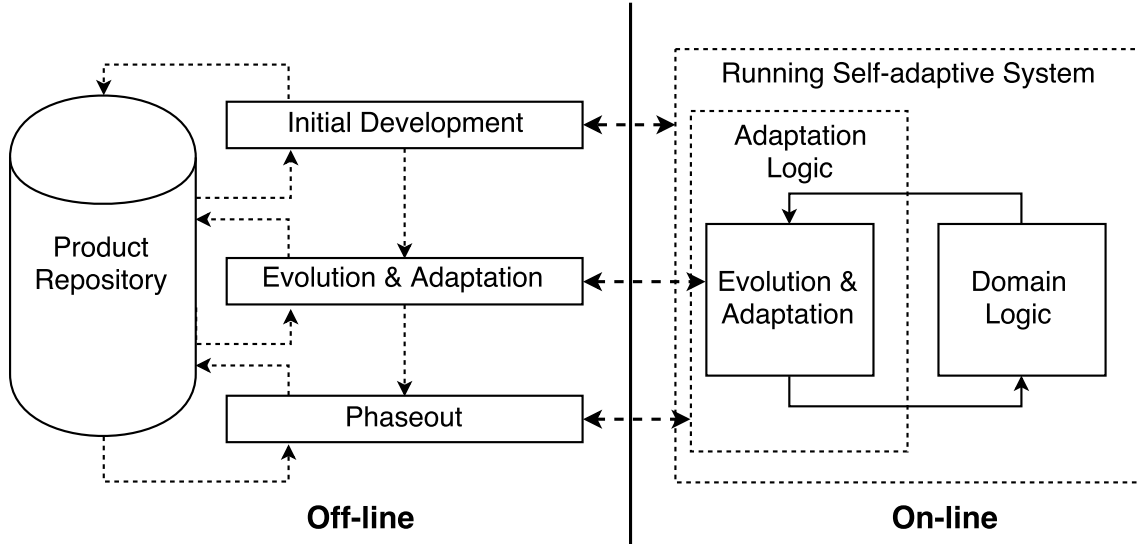 Product
Repository
Initial Development
Evolution & Adaptation
Phaseout
Off-line
Running Self-adaptive System
Adaptation
Logic
Evolution &
Adaptation
Domain
Logic
On-line